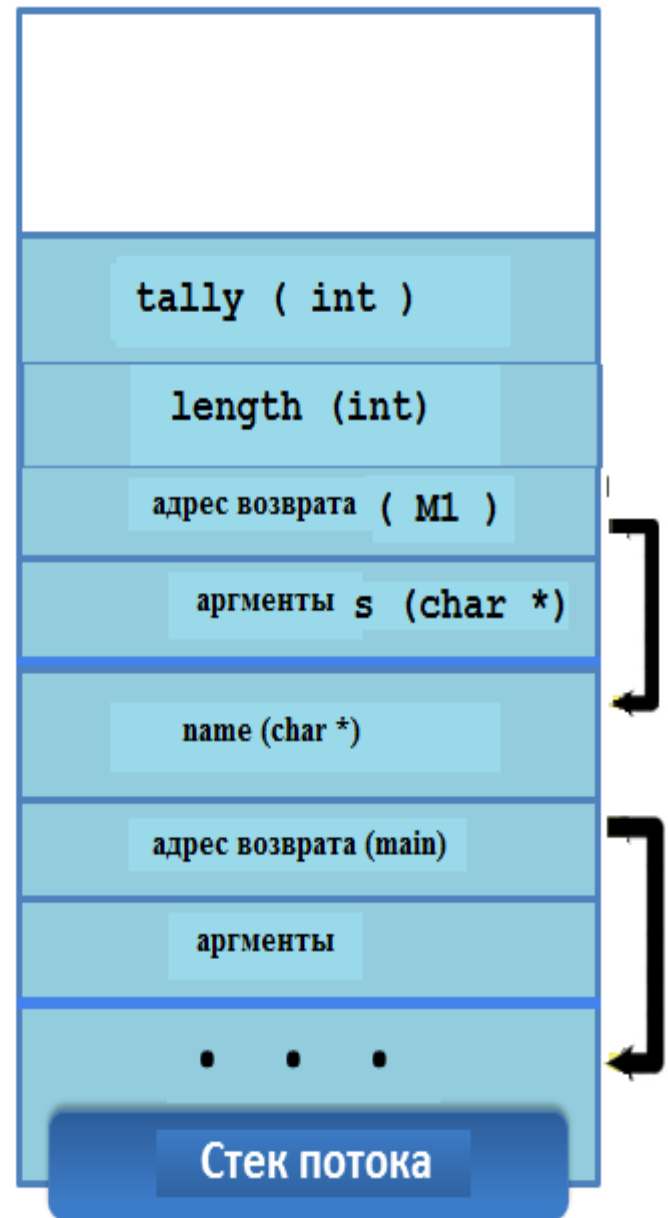 tally ( int )
length (int)
адрес возврата ( M1 )
аргменты s (char *)
name (char *)
адрес возврата (main)
аргменты
. . .
Стек потока